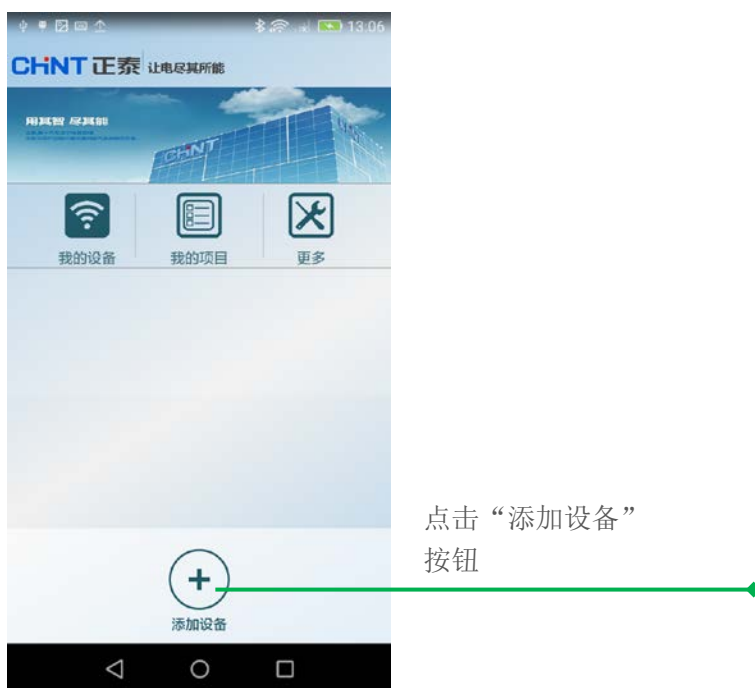 13:06
CHiNT 正泰 让电尽其所能
用其智 尽其能
CHNT
我的设备 我的项目 更多
点击“添加设备”
按钮
添加设备